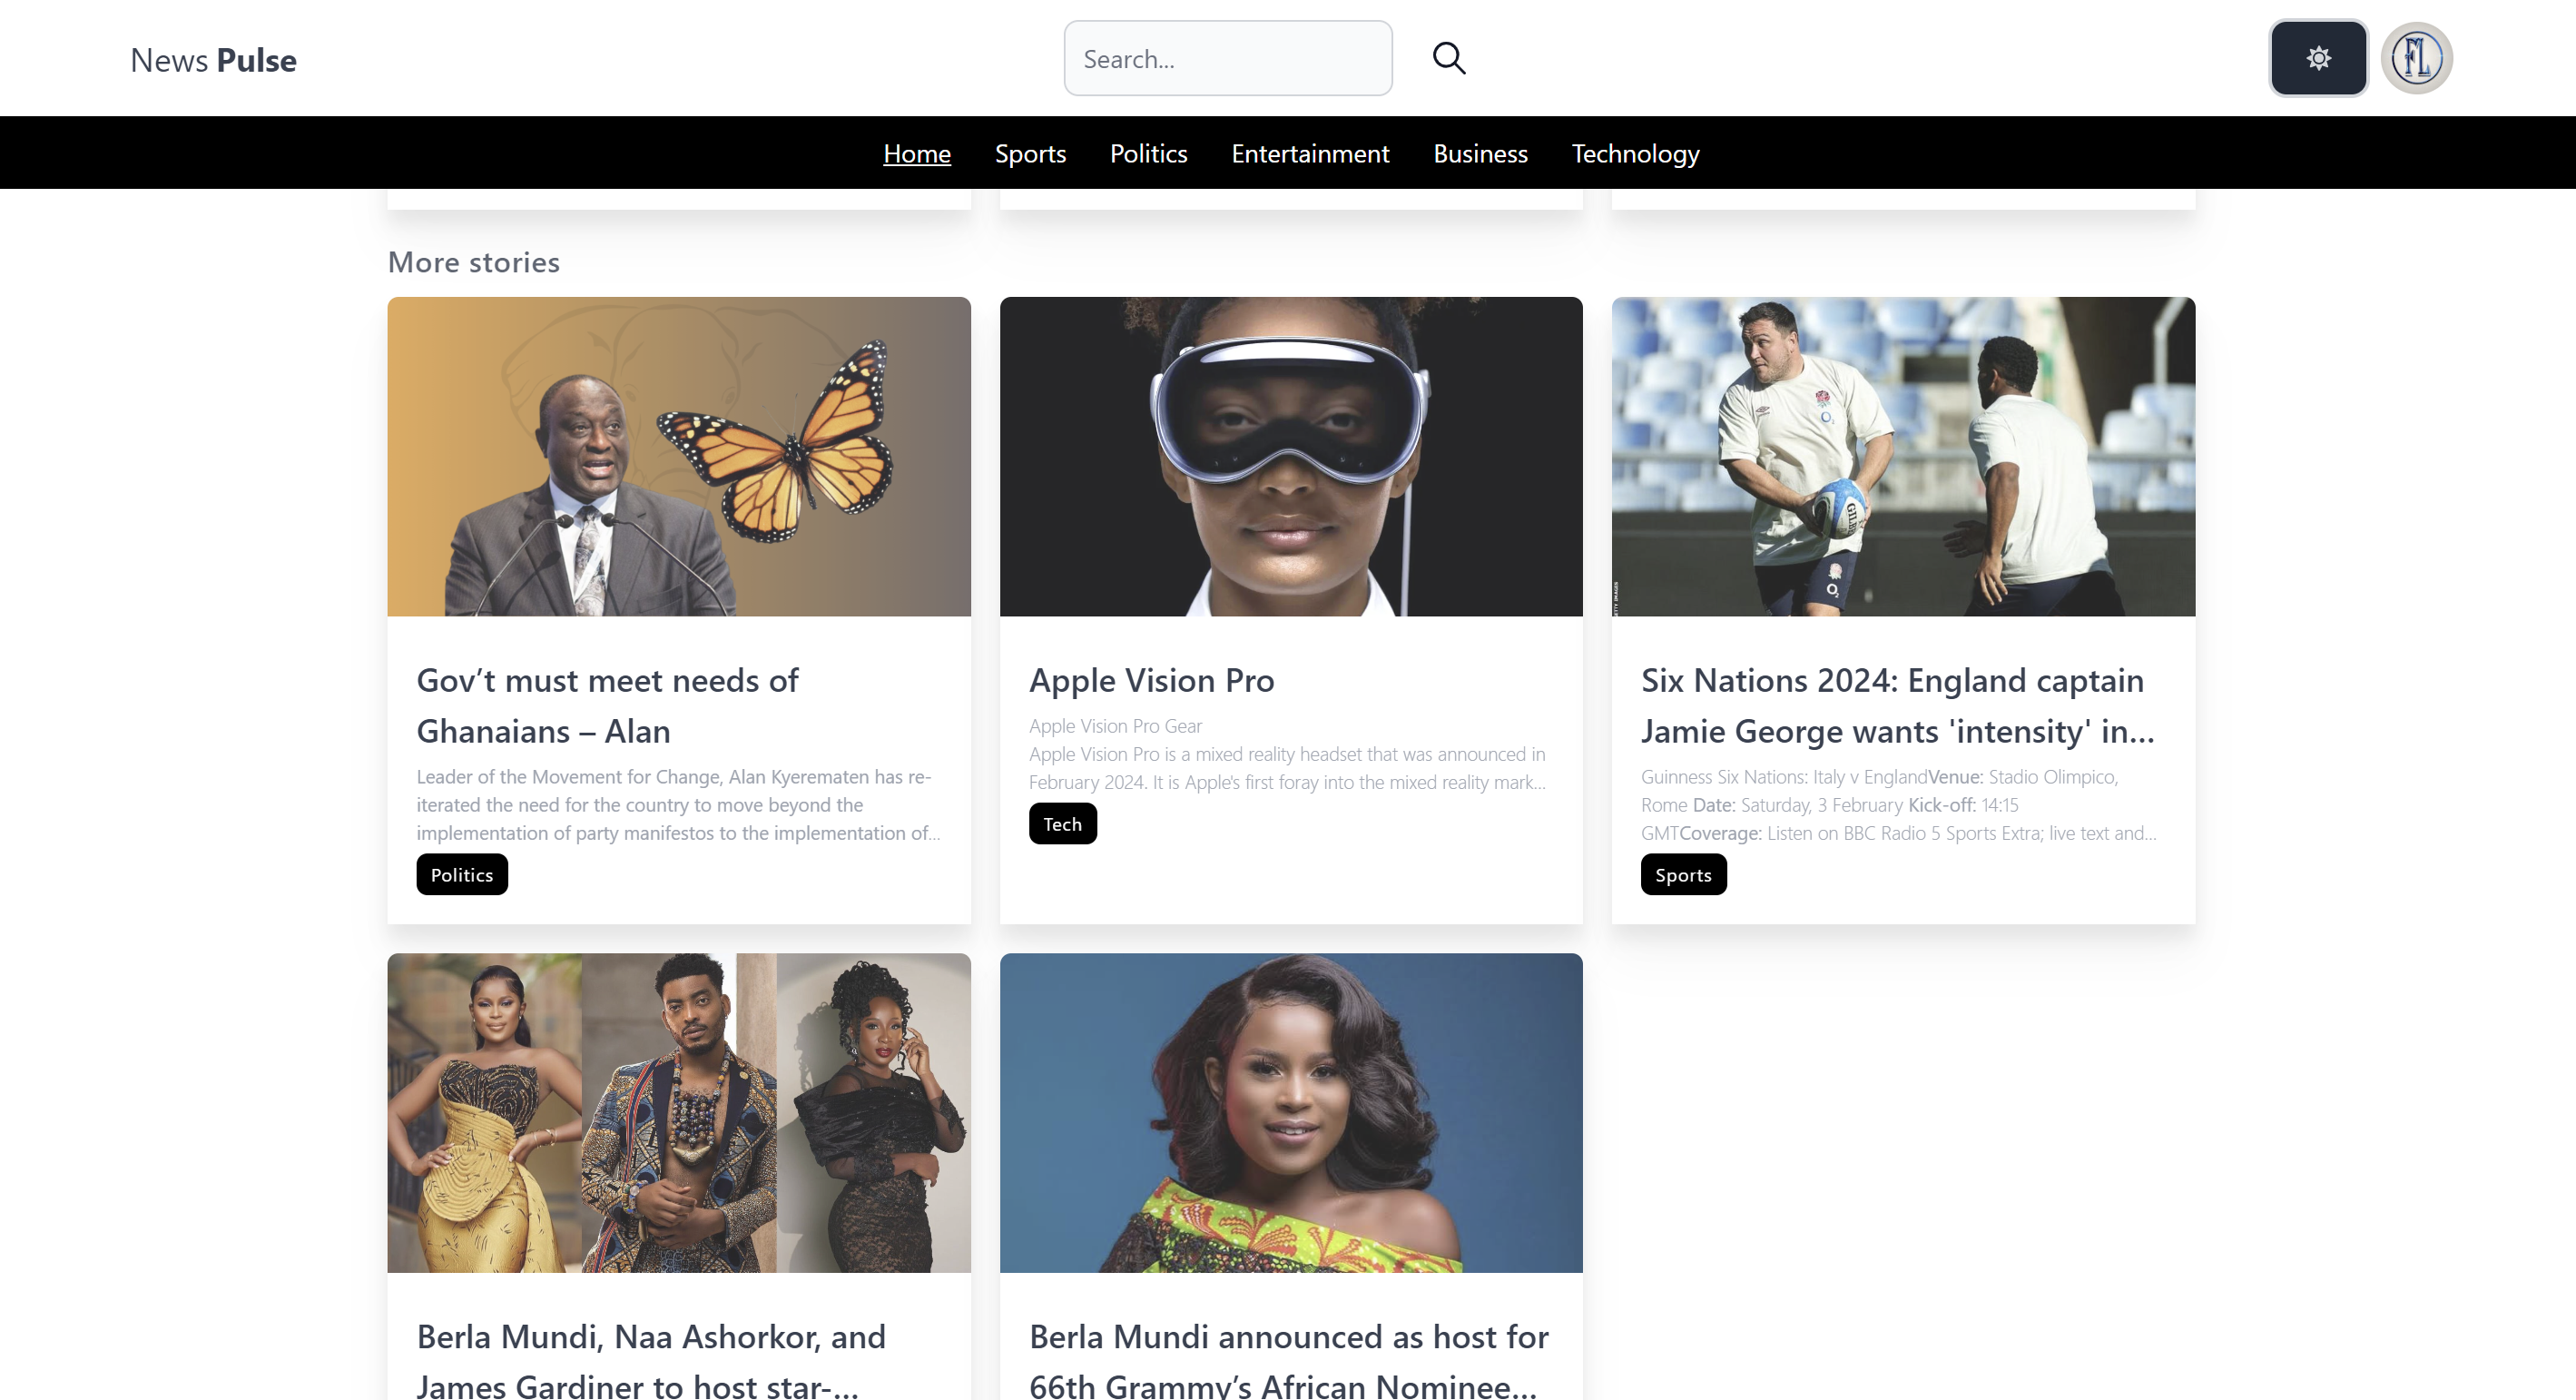 News Pulse
Search...
FL
Home Sports Politics Entertainment Business Technology
More stories
GILBE
O2
O2
GETTY IMAGES
Gov’t must meet needs of
Ghanaians – Alan
Leader of the Movement for Change, Alan Kyerematen has re-
iterated the need for the country to move beyond the
implementation of party manifestos to the implementation of...
Politics
Apple Vision Pro
Apple Vision Pro Gear
Apple Vision Pro is a mixed reality headset that was announced in
February 2024. It is Apple's first foray into the mixed reality mark...
Tech
Six Nations 2024: England captain
Jamie George wants 'intensity' in...
Guinness Six Nations: Italy v EnglandVenue: Stadio Olimpico,
Rome Date: Saturday, 3 February Kick-off: 14:15
GMTCoverage: Listen on BBC Radio 5 Sports Extra; live text and...
Sports
Berla Mundi, Naa Ashorkor, and
James Gardiner to host star-...
Berla Mundi announced as host for
66th Grammy’s African Nominee...